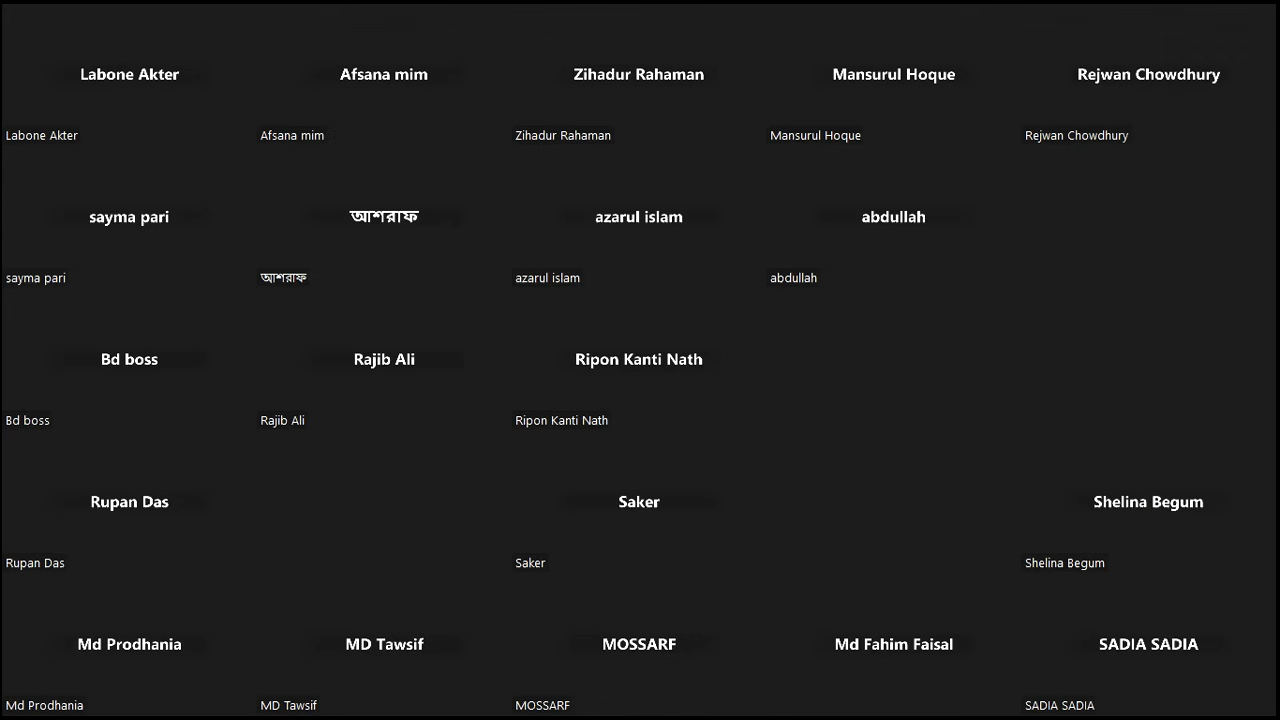 Labone Akter Afsana mim Zihadur Rahaman Mansurul Hoque Rejwan Chowdhury
Labone Akter Afsana mim Zihadur Rahaman Mansurul Hoque Rejwan Chowdhury
sayma pari আশরাফ azarul islam abdullah
sayma pari আশরাফ azarul islam abdullah
Bd boss Rajib Ali Ripon Kanti Nath
Bd boss Rajib Ali Ripon Kanti Nath
Rupan Das Saker Shelina Begum
Rupan Das Saker Shelina Begum
Md Prodhania MD Tawsif MOSSARF Md Fahim Faisal SADIA SADIA
Md Prodhania MD Tawsif MOSSARF SADIA SADIA